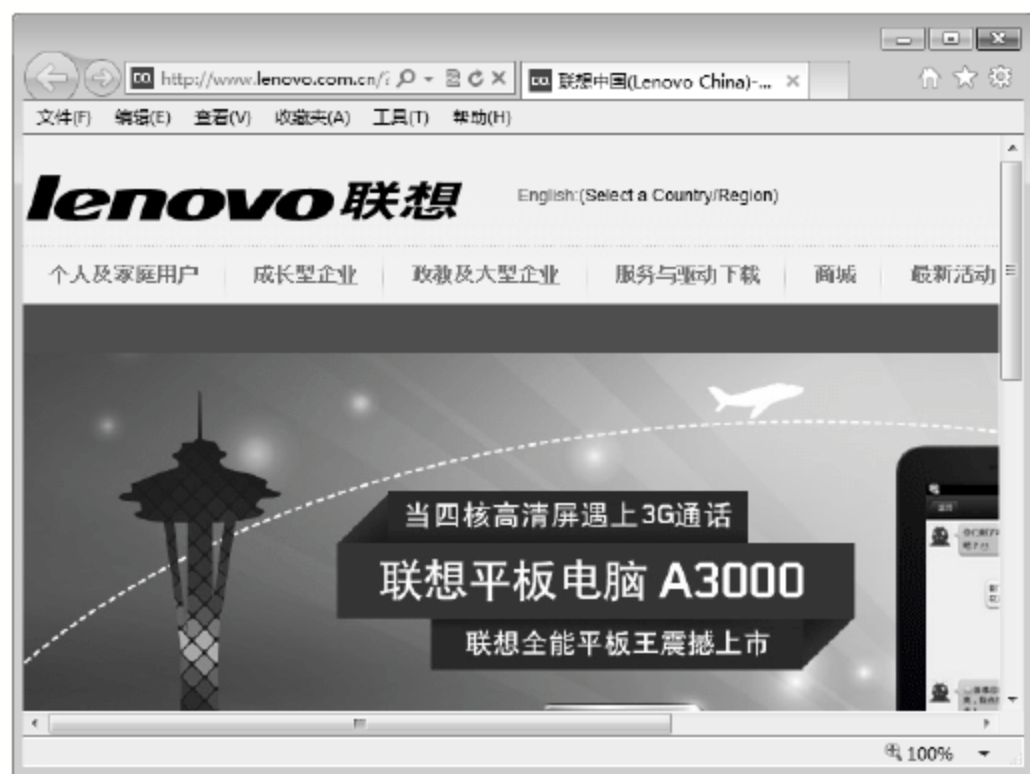 http://www.lenovo.com.cn/
联想中国(Lenovo China)-...
文件(F) 编辑(E) 查看(V) 收藏夹(A) 工具(T) 帮助(H)
lenovo联想 English:(Select a Country/Region)
个人及家庭用户 成长型企业 政教及大型企业 服务与驱动下载 商城 最新活动
当四核高清屏遇上3G通话
联想平板电脑 A3000
联想全能平板王震撼上市
100%